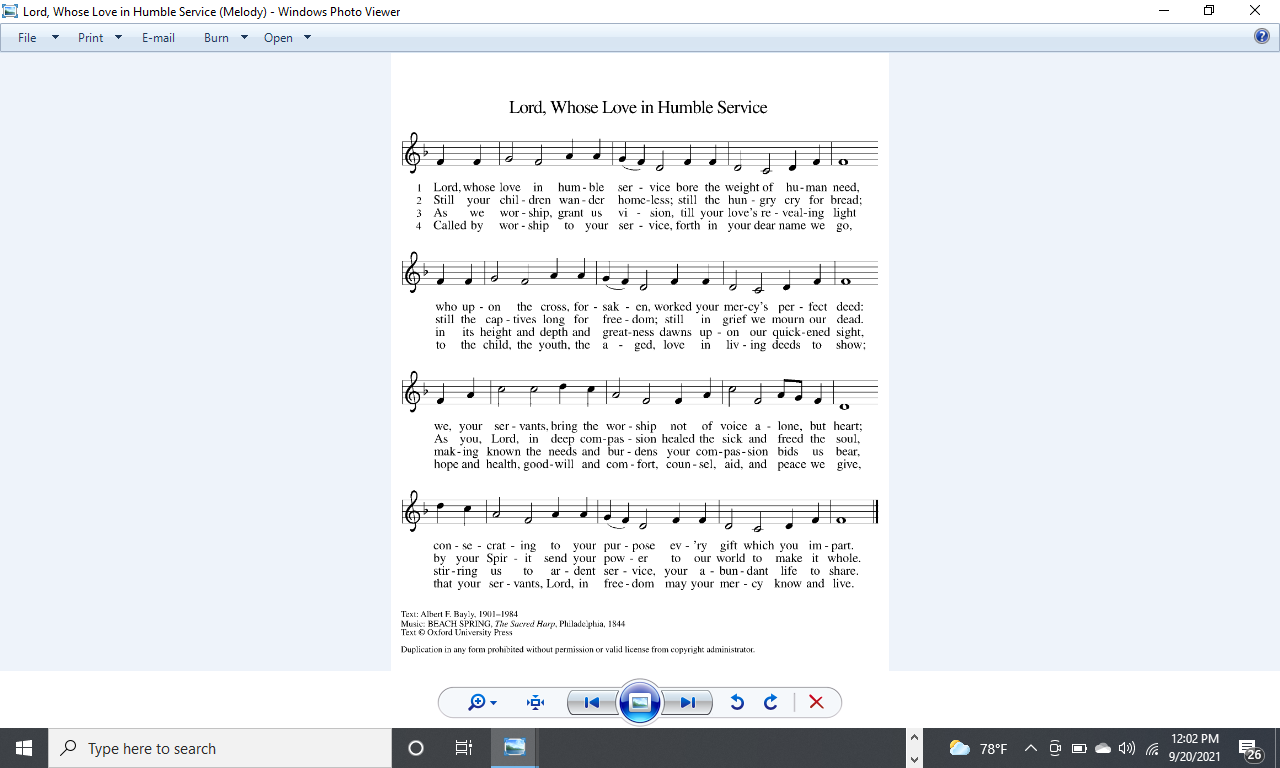 Lord, Whose Love in Humble Service (Melody) - Windows Photo Viewer
File Print E-mail Burn Open
Lord, Whose Love in Humble Service
1 Lord, whose love in hum - ble ser - vice bore the weight of hu - man need,
2 Still your chil - dren wan - der home - less; still the hun - gry cry for bread;
3 As we wor - ship, grant us vi - sion, till your love's re - veal - ing light
4 Called by wor - ship to your ser - vice, forth in your dear name we go,
who up - on the cross, for - sak - en, worked your mer - cy's per - fect deed:
still the cap - tives long for free - dom; still in grief we mourn our dead.
in its height and depth and great - ness dawns up - on our quick - ened sight,
to the child, the youth, the a - ged, love in liv - ing deeds to show;
we, your ser - vants, bring the wor - ship not of voice a - lone, but heart;
As you, Lord, in deep com - pas - sion healed the sick and freed the soul,
mak - ing known the needs and bur - dens your com - pas - sion bids us bear,
hope and health, good - will and com - fort, coun - sel, aid, and peace we give,
con - se - crat - ing to your pur - pose ev - 'ry gift which you im - part.
by your Spir - it send your pow - er to our world to make it whole.
stir - ring us to ar - dent ser - vice, your a - bun - dant life to share.
that your ser - vants, Lord, in free - dom may your mer - cy know and live.
Text: Albert F. Bayly, 1901–1984
Music: BEACH SPRING, The Sacred Harp, Philadelphia, 1844
Text © Oxford University Press
Duplication in any form prohibited without permission or valid license from copyright administrator.
Type here to search
78°F
12:02 PM
9/20/2021
26